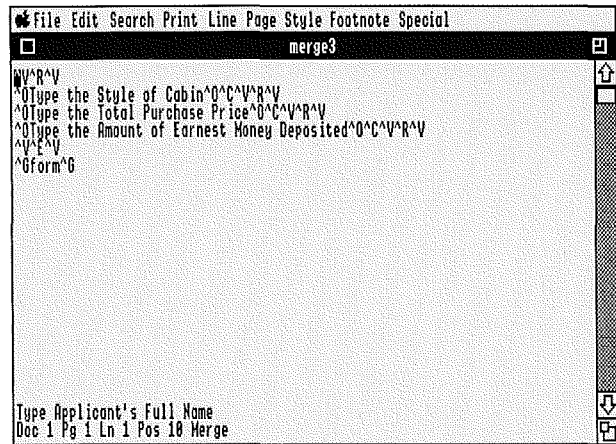 File Edit Search Print Line Page Style Footnote Special
merge3
V^R^V
^OType the Style of Cabin^O^C^V^R^V
^OType the Total Purchase Price^O^C^V^R^V
^OType the Amount of Earnest Money Deposited^O^C^V^R^V
^V^E^V
^Gform^G
Type Applicant's Full Name
Doc 1 Pg 1 Ln 1 Pos 10 Merge